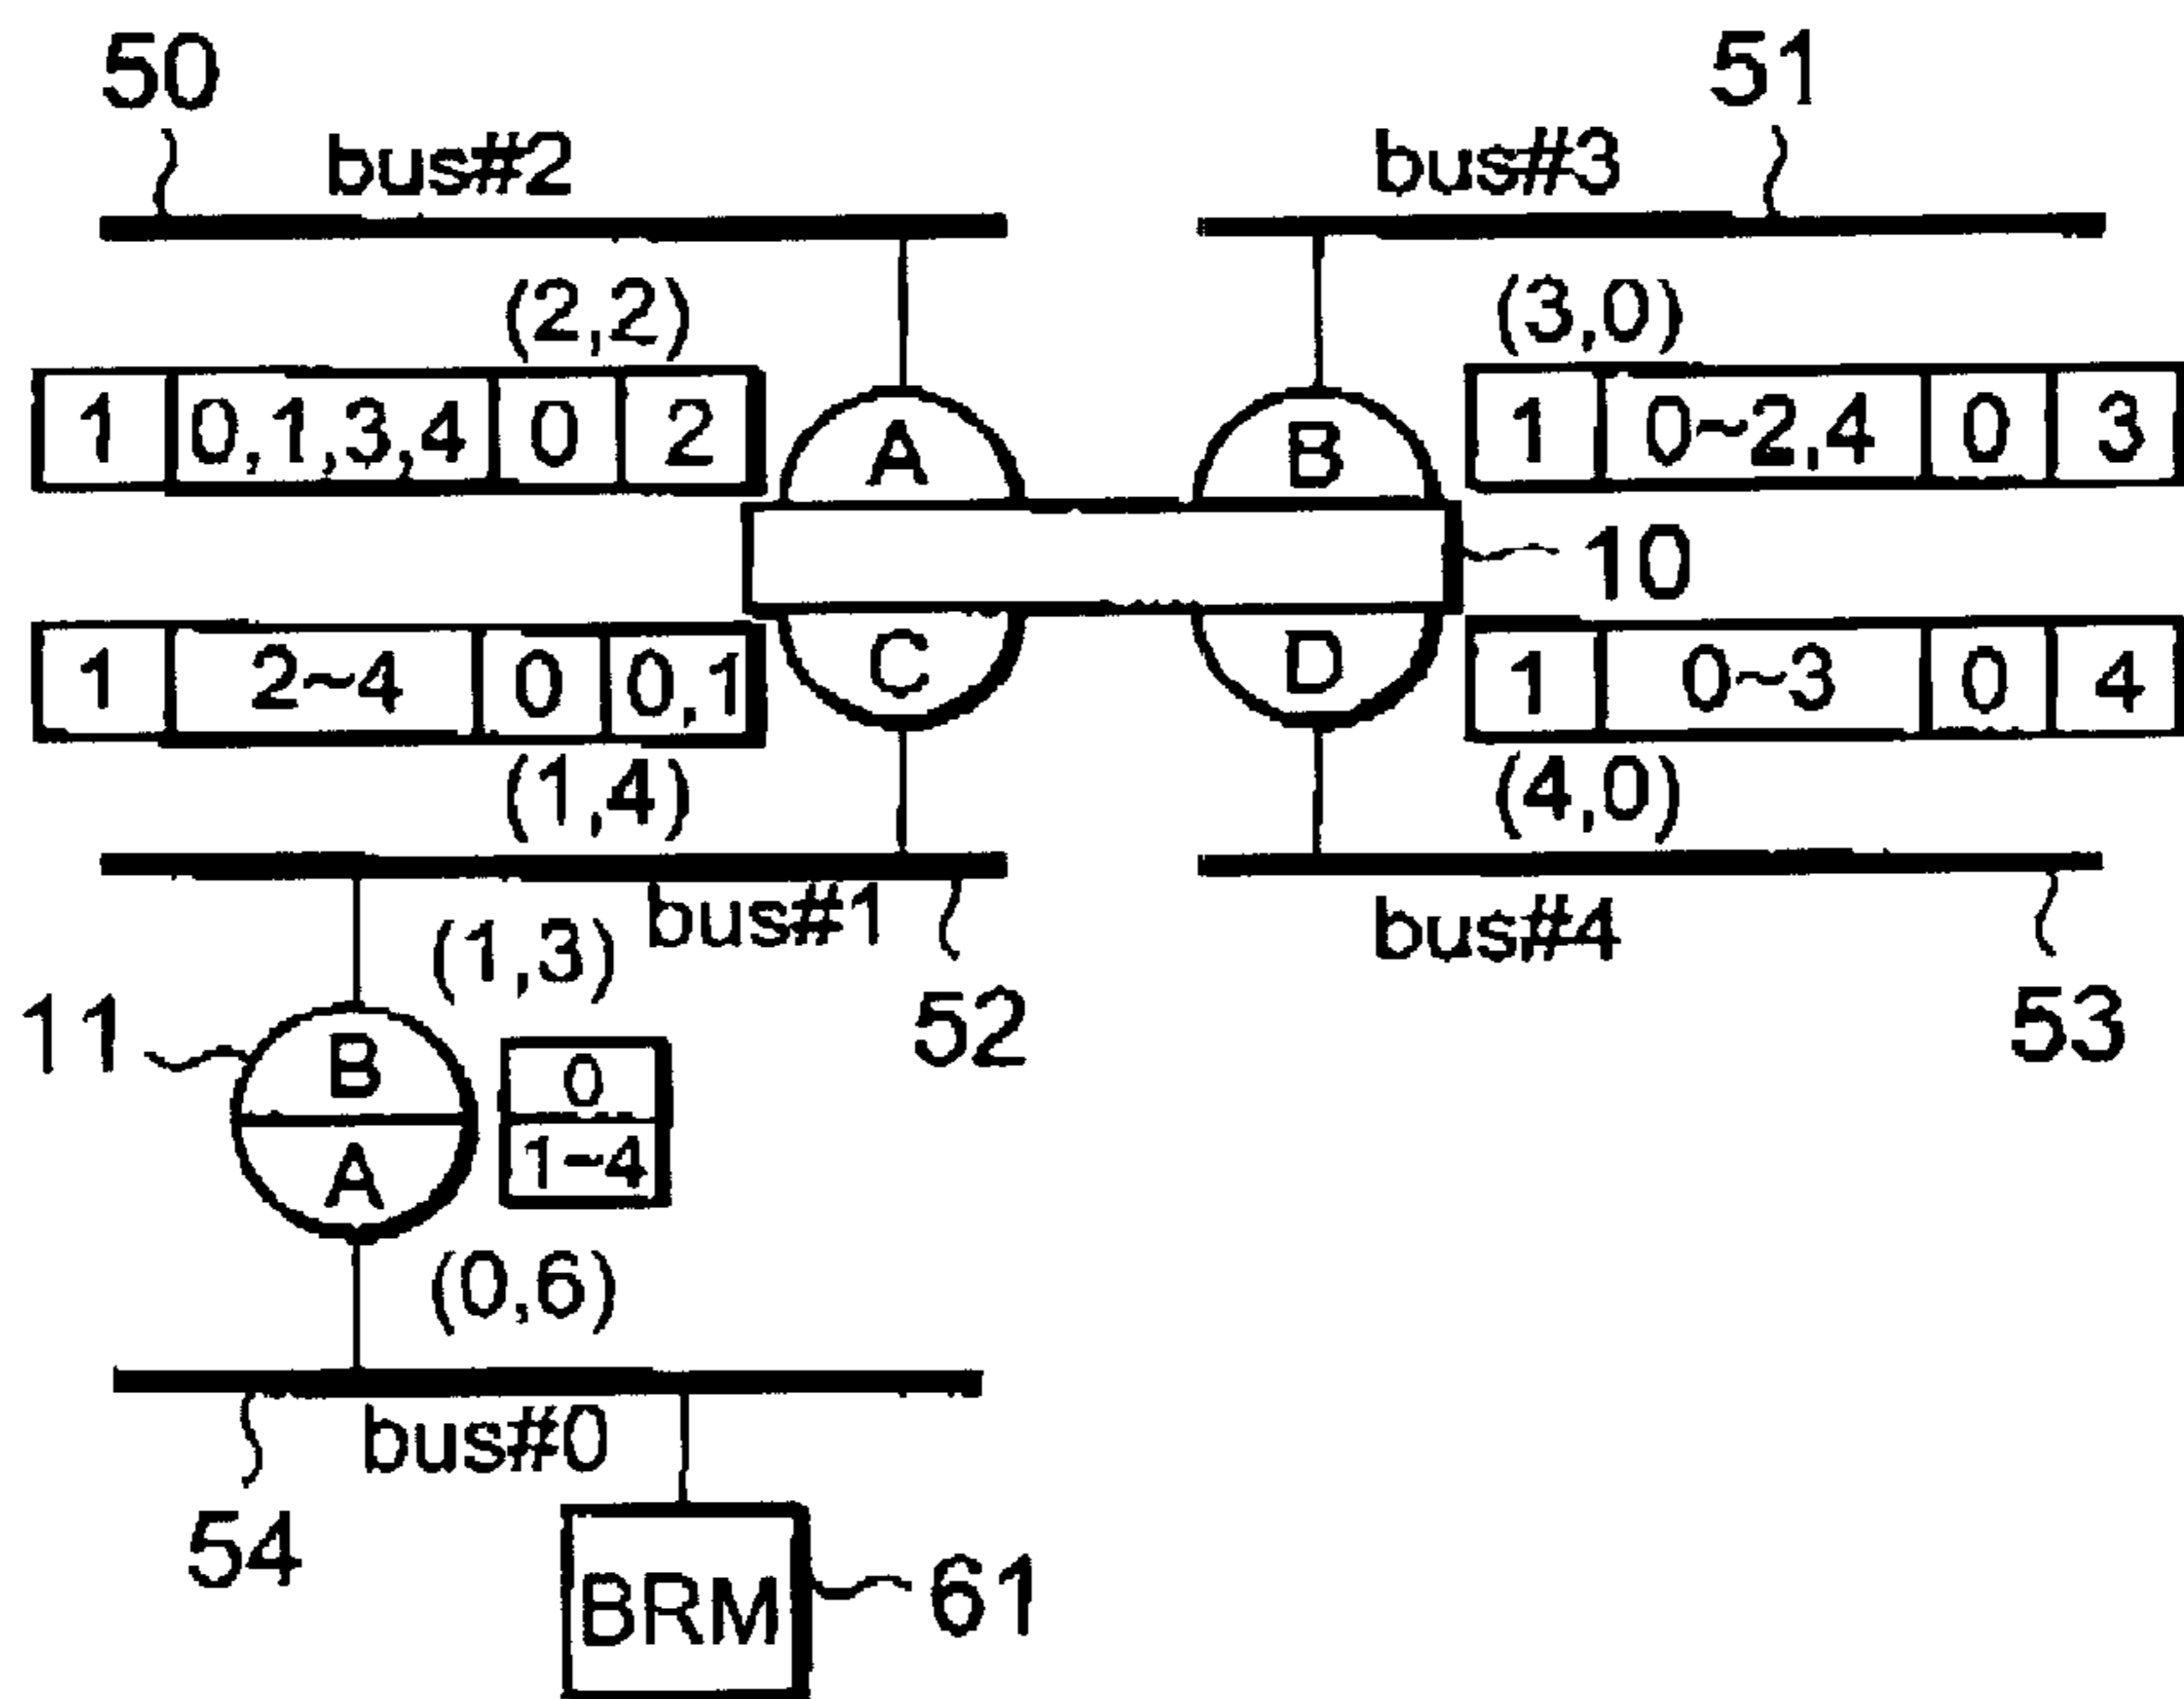 50
51
bus#2
bus#3
(2,2)
(3,0)
1 0,1,3,4 0 2
A
B
1 0~2,4 0 3
10
1 2~4 0 0,1
C
D
1 0~3 0 4
(1,4)
(4,0)
bus#1
bus#4
(1,3)
11
52
53
B
0
A
1~4
(0,6)
bus#0
54
BRM
61